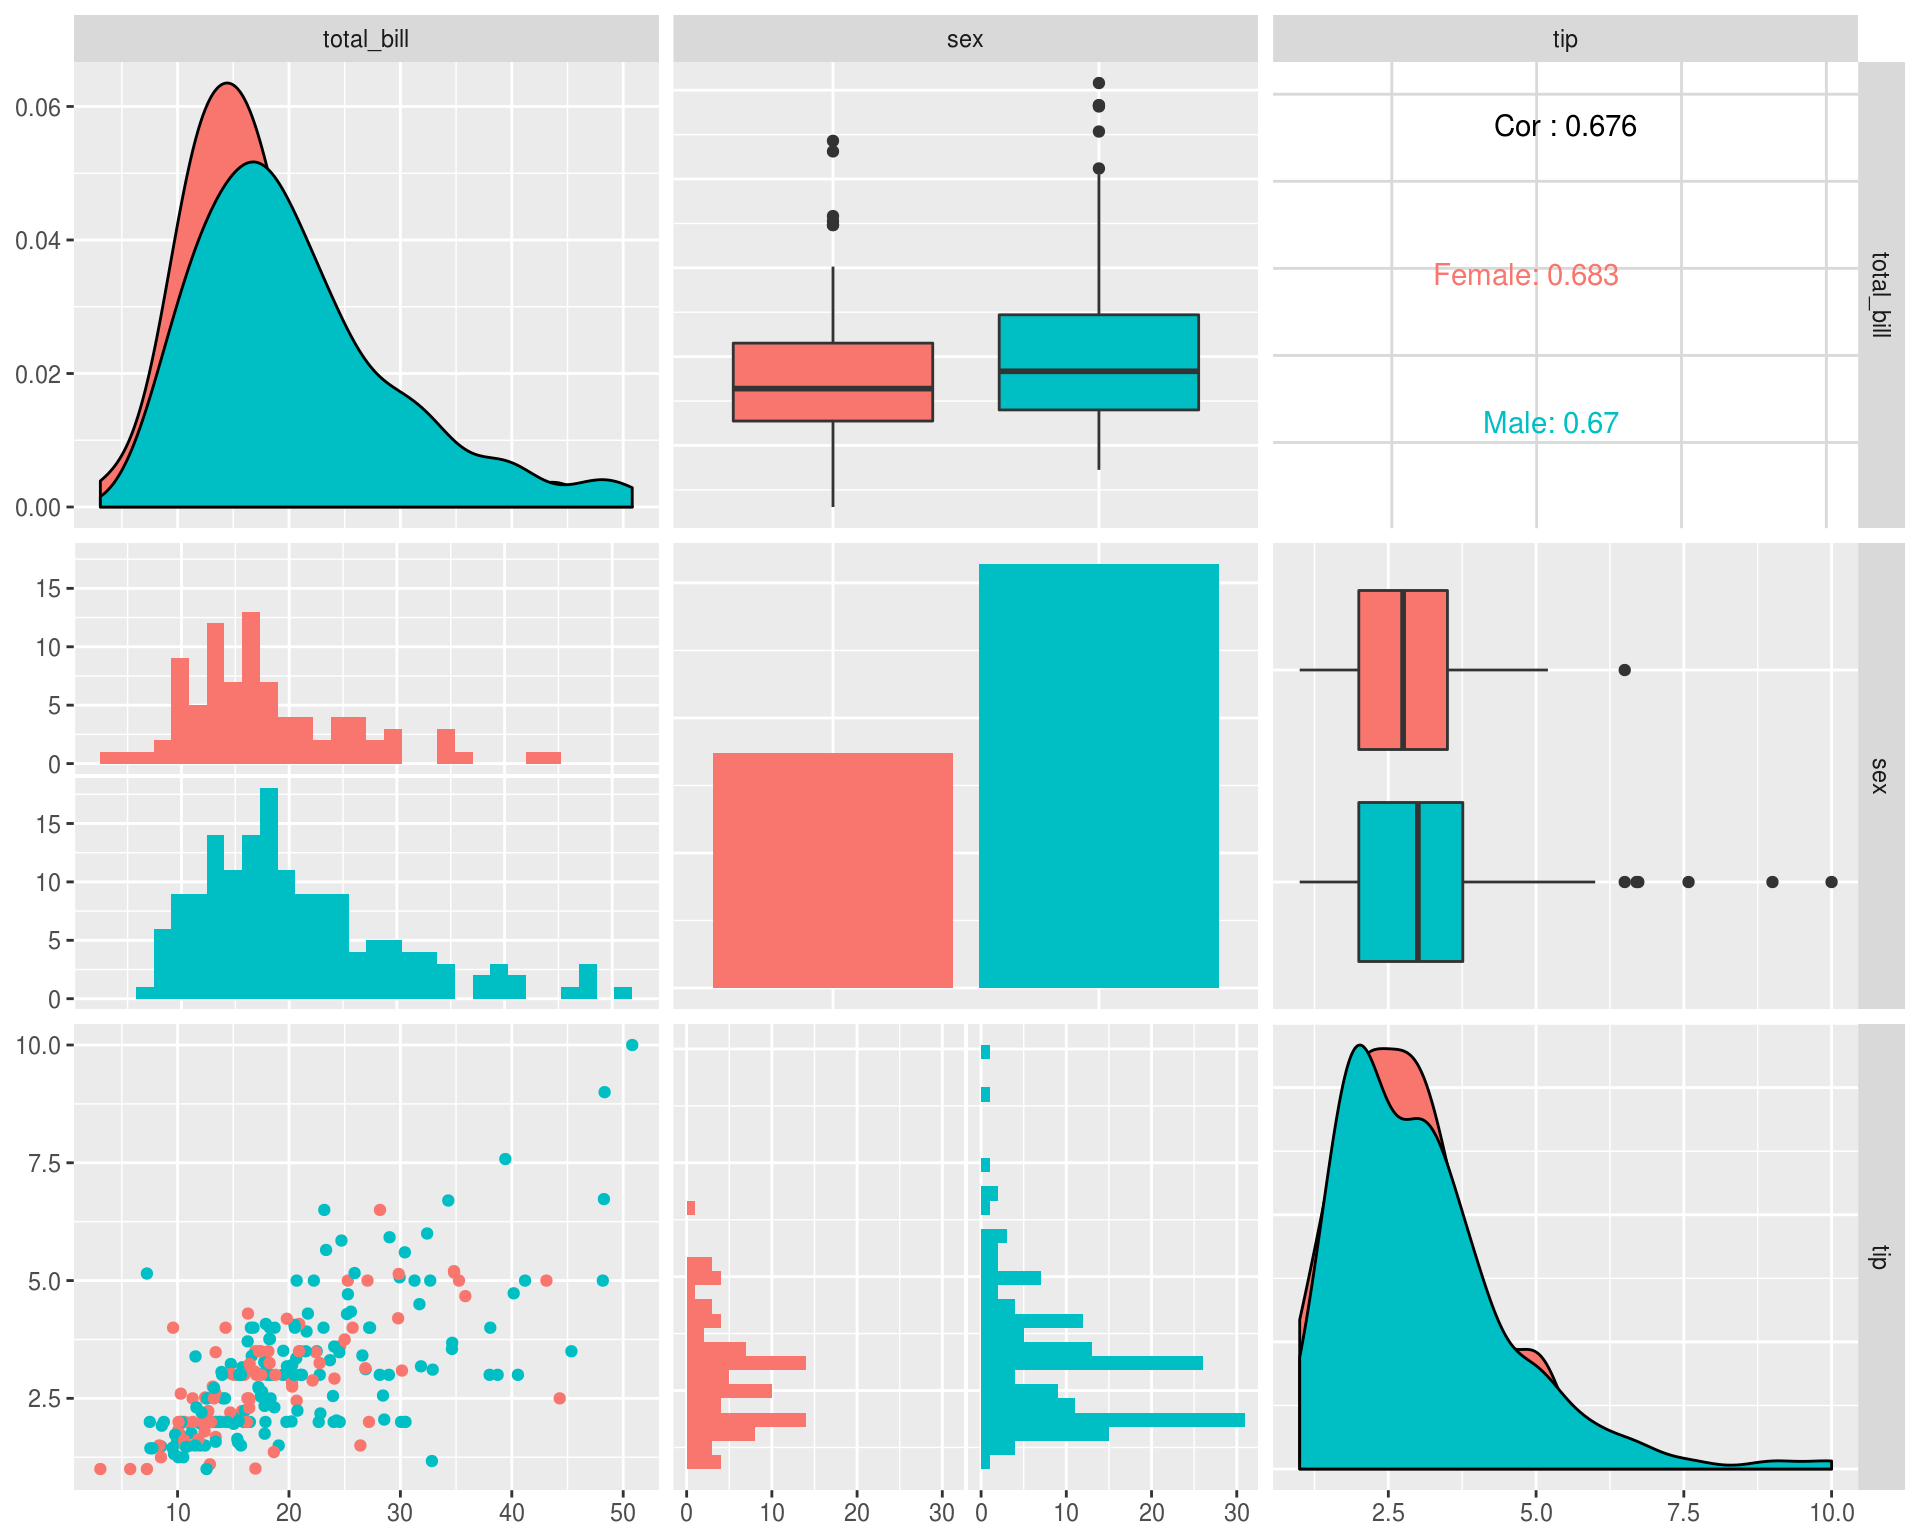 total_bill
sex
tip
0.06
0.04
0.02
0.00
Cor : 0.676
Female: 0.683
Male: 0.67
total_bill
15
10
5
0
15
10
5
0
sex
10.0
7.5
5.0
2.5
tip
10 20 30 40 50
0 10 20 30 0 10 20 30
2.5 5.0 7.5 10.0